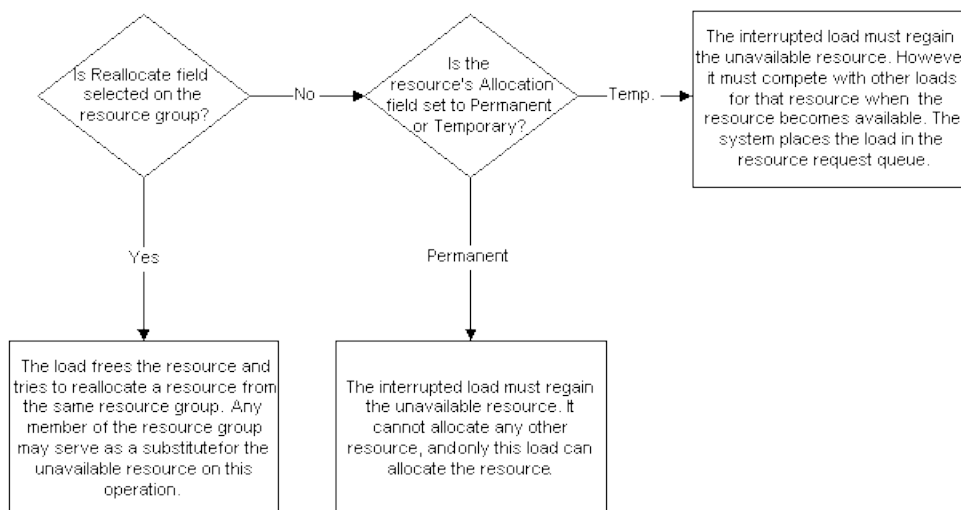 Is Reallocate field
selected on the
resource group?
No
Is the
resource's Allocation
field set to Permanent
or Temporary?
Temp.
The interrupted load must regain
the unavailable resource. Howeve
it must compete with other loads
for that resource when the
resource becomes available. The
system places the load in the
resource request queue.
Yes
Permanent
The load frees the resource and
tries to reallocate a resource from
the same resource group. Any
member of the resource group
may serve as a substitutefor the
unavailable resource on this
operation.
The interrupted load must regain
the unavailable resource. It
cannot allocate any other
resource, andonly this load can
allocate the resource.